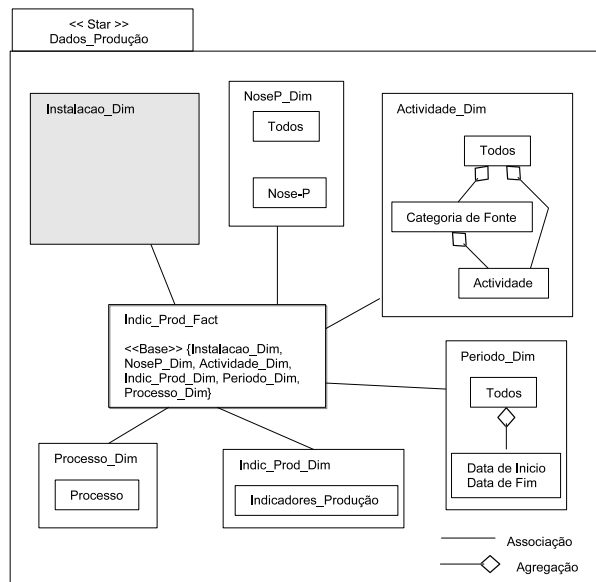 << Star >>
Dados_Produção
Instalacao_Dim
NoseP_Dim
Todos
Nose-P
Actividade_Dim
Todos
Categoria de Fonte
Actividade
Indic_Prod_Fact
<<Base>> {Instalacao_Dim,
NoseP_Dim, Actividade_Dim,
Indic_Prod_Dim, Periodo_Dim,
Processo_Dim}
Periodo_Dim
Todos
Data de Inicio
Data de Fim
Processo_Dim
Processo
Indic_Prod_Dim
Indicadores_Produção
Associação
Agregação